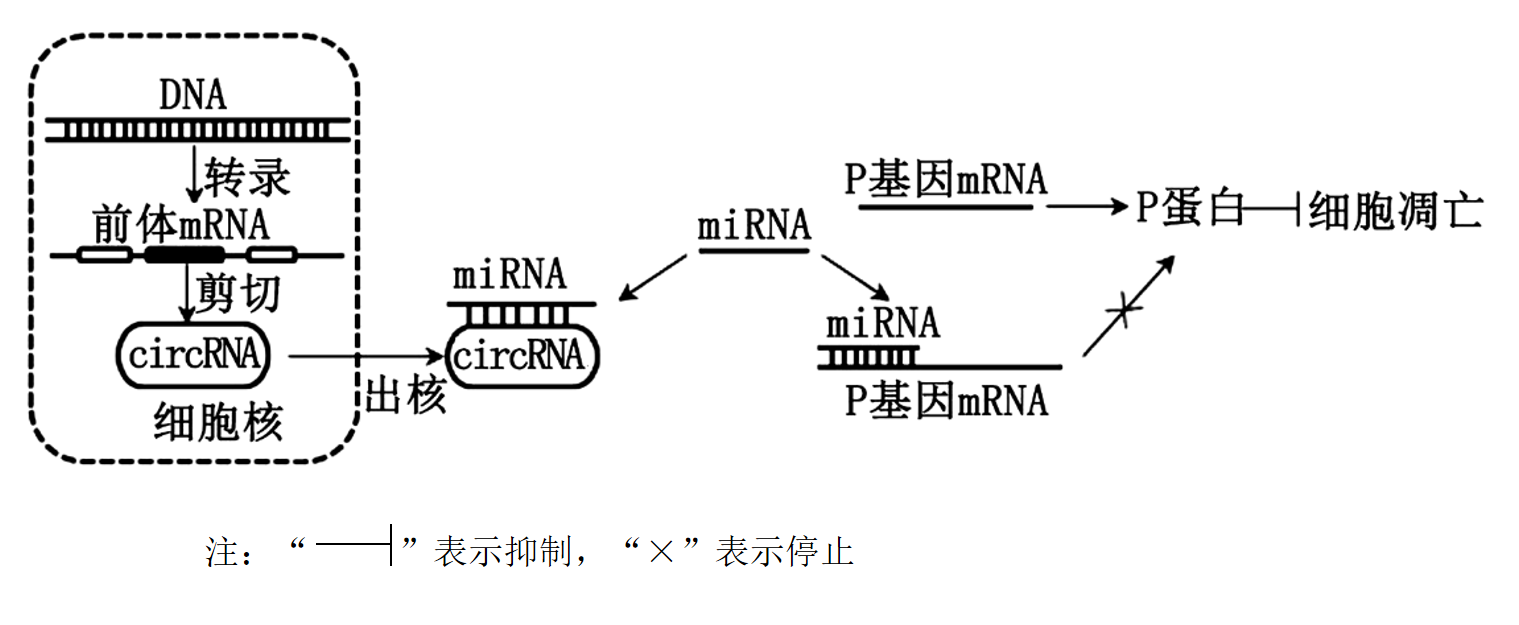 DNA
转录
前体mRNA
剪切
circRNA
细胞核
出核
miRNA
circRNA
miRNA
miRNA
P基因mRNA
P基因mRNA
P蛋白
细胞凋亡
注：“ ”表示抑制，“×”表示停止